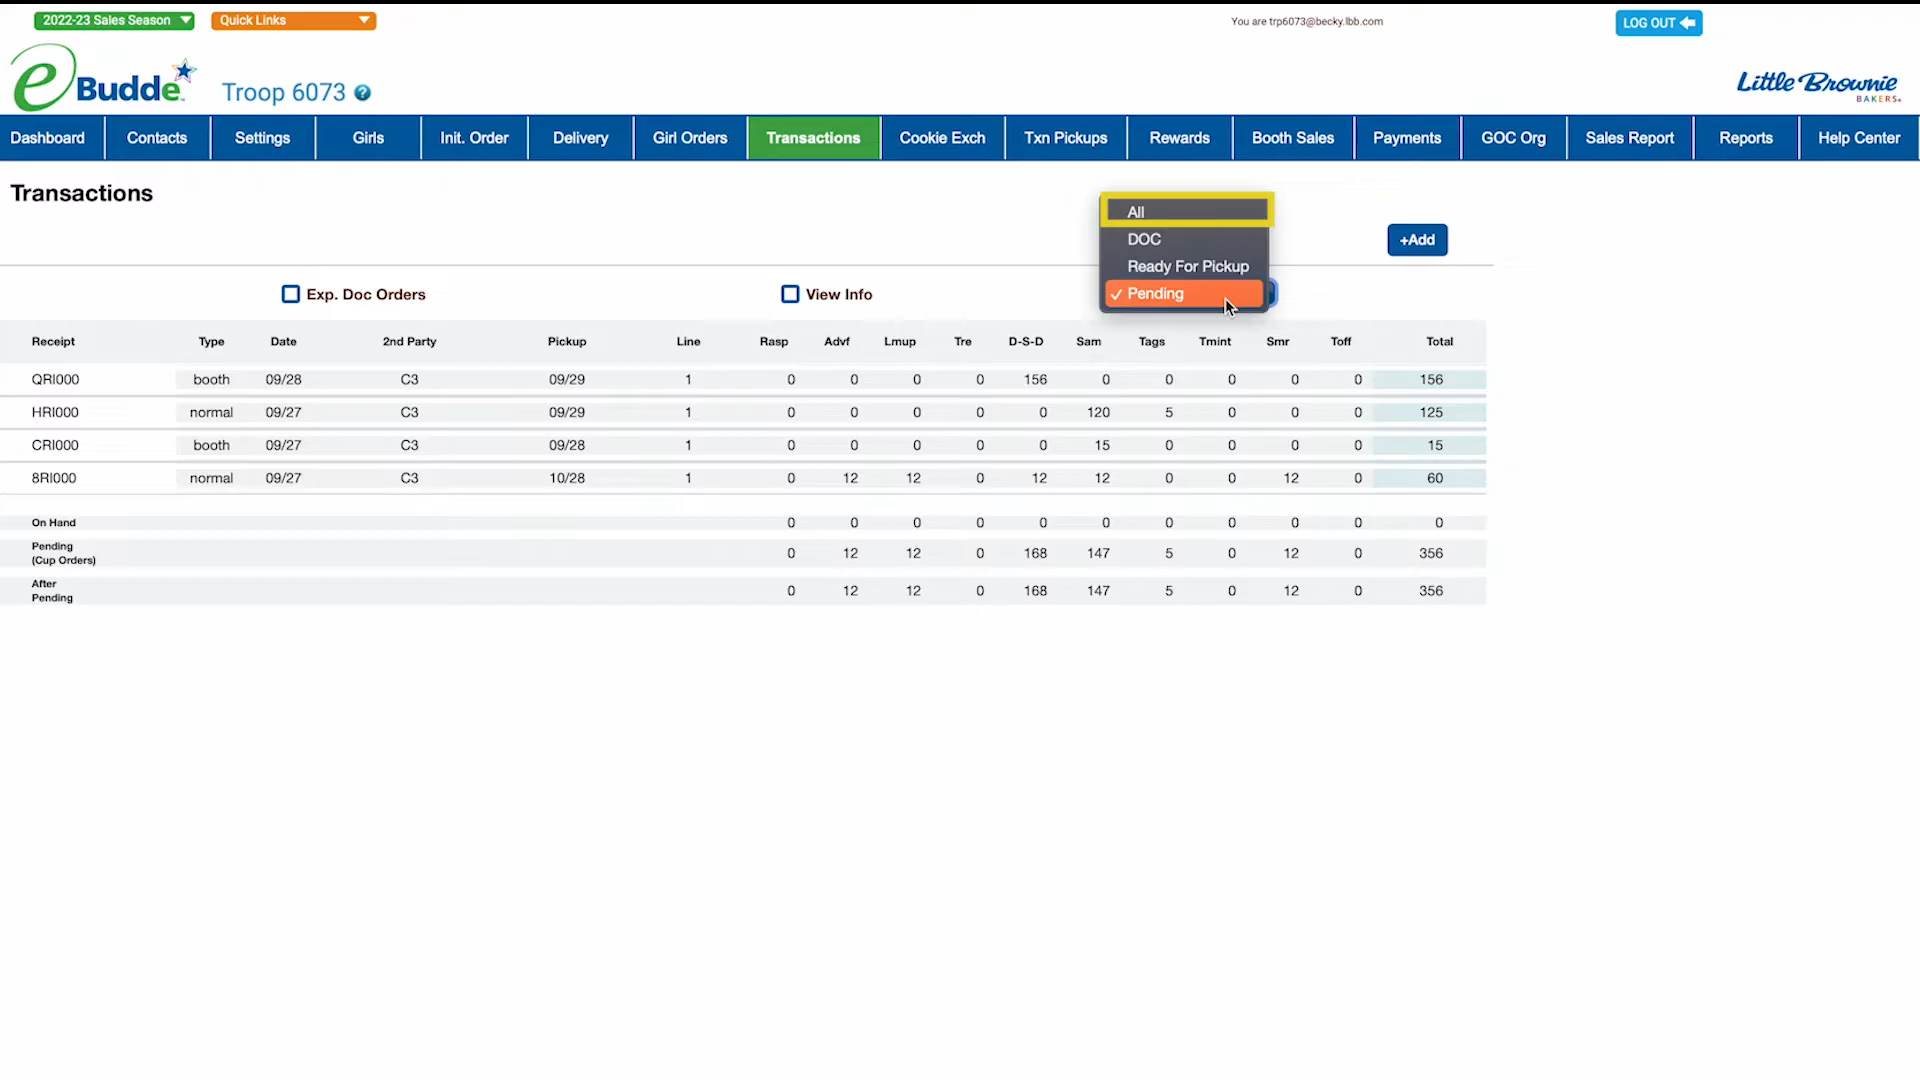 2022-23 Sales Season
Quick Links
You are trp6073@becky.lbb.com
LOG OUT
eBudde
Troop 6073 ?
Little Brownie
BAKERS
Dashboard Contacts Settings Girls Init. Order Delivery Girl Orders Transactions Cookie Exch Txn Pickups Rewards Booth Sales Payments GOC Org Sales Report Reports Help Center
Transactions
All
DOC
Ready For Pickup
✓ Pending
+Add
Exp. Doc Orders
View Info
Receipt Type Date 2nd Party Pickup Line Rasp Advf Lmup Tre D-S-D Sam Tags Tmint Smr Toff Total
QRI000 booth 09/28 C3 09/29 1 0 0 0 0 156 0 0 0 0 0 156
HRI000 normal 09/27 C3 09/29 1 0 0 0 0 0 120 5 0 0 0 125
CRI000 booth 09/27 C3 09/28 1 0 0 0 0 0 15 0 0 0 0 15
8RI000 normal 09/27 C3 10/28 1 0 12 12 0 12 12 0 0 12 0 60
On Hand 0 0 0 0 0 0 0 0 0 0 0
Pending
(Cup Orders) 0 12 12 0 168 147 5 0 12 0 356
After
Pending 0 12 12 0 168 147 5 0 12 0 356